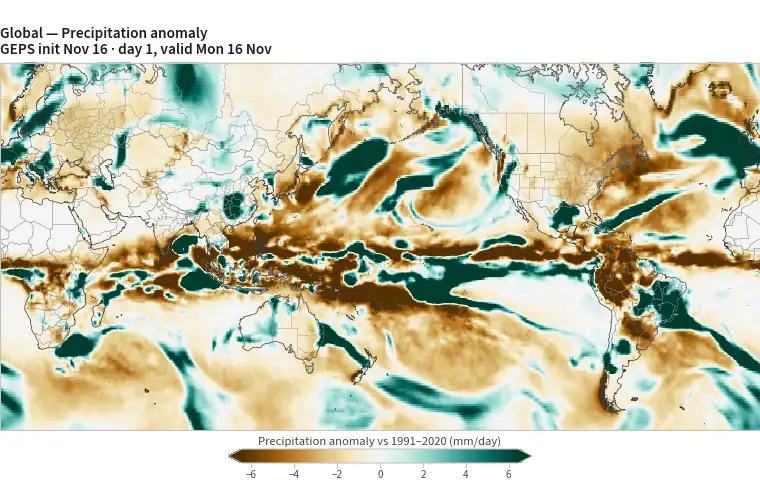 Global — Precipitation anomaly
GEPS init Nov 16 · day 1, valid Mon 16 Nov
Precipitation anomaly vs 1991–2020 (mm/day)
−6 −4 −2 0 2 4 6